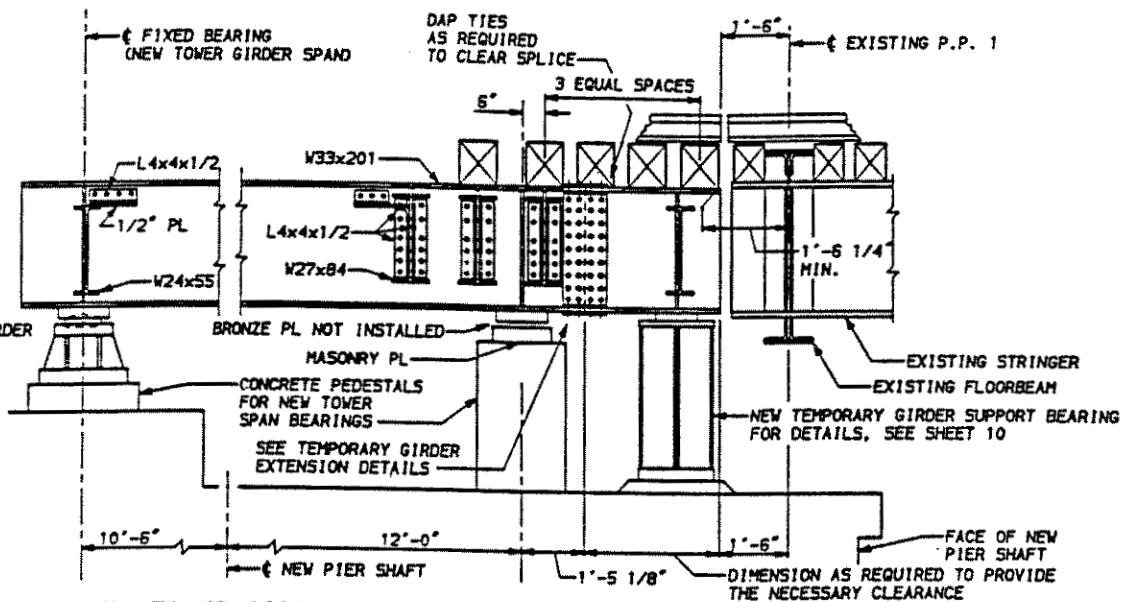 DAP TIES
AS REQUIRED
TO CLEAR SPLICE
1'-6"
℄ FIXED BEARING
(NEW TOWER GIRDER SPAN)
℄ EXISTING P.P. 1
3 EQUAL SPACES
6"
L4x4x1/2
W33x201
1/2" PL
L4x4x1/2
1'-6 1/4"
MIN.
W27x84
W24x55
RDER
BRONZE PL NOT INSTALLED
MASONRY PL
EXISTING STRINGER
EXISTING FLOORBEAM
CONCRETE PEDESTALS
FOR NEW TOWER
SPAN BEARINGS
NEW TEMPORARY GIRDER SUPPORT BEARING
FOR DETAILS, SEE SHEET 10
SEE TEMPORARY GIRDER
EXTENSION DETAILS
10'-6"
12'-0"
1'-6"
FACE OF NEW
PIER SHAFT
℄ NEW PIER SHAFT
1'-5 1/8"
DIMENSION AS REQUIRED TO PROVIDE
THE NECESSARY CLEARANCE